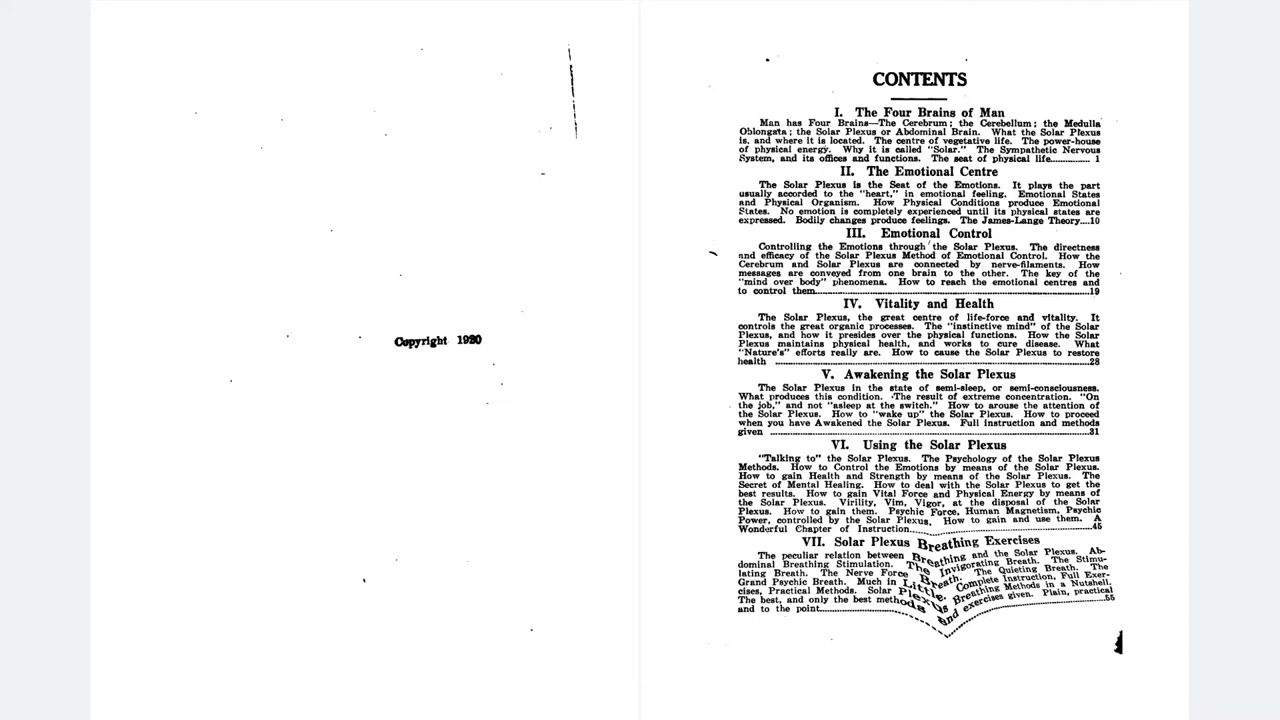 Copyright 1920
CONTENTS
I. The Four Brains of Man
Man has Four Brains—The Cerebrum; the Cerebellum; the Medulla
Oblongata; the Solar Plexus or Abdominal Brain. What the Solar Plexus
is, and where it is located. The centre of vegetative life. The power-house
of physical energy. Why it is called "Solar." The Sympathetic Nervous
System, and its offices and functions. The seat of physical life............ 1
II. The Emotional Centre
The Solar Plexus is the Seat of the Emotions. It plays the part
usually accorded to the "heart," in emotional feeling. Emotional States
and Physical Organism. How Physical Conditions produce Emotional
States. No emotion is completely experienced until its physical states are
expressed. Bodily changes produce feelings. The James-Lange Theory....10
III. Emotional Control
Controlling the Emotions through the Solar Plexus. The directness
and efficacy of the Solar Plexus Method of Emotional Control. How the
Cerebrum and Solar Plexus are connected by nerve-filaments. How
messages are conveyed from one brain to the other. The key of the
"mind over body" phenomena. How to reach the emotional centres and
to control them............19
IV. Vitality and Health
The Solar Plexus, the great centre of life-force and vitality. It
controls the great organic processes. The "instinctive mind" of the Solar
Plexus, and how it presides over the physical functions. How the Solar
Plexus maintains physical health, and works to cure disease. What
"Nature's" efforts really are. How to cause the Solar Plexus to restore
health ............28
V. Awakening the Solar Plexus
The Solar Plexus in the state of semi-sleep, or semi-consciousness.
What produces this condition. The result of extreme concentration. "On
the job," and not "asleep at the switch." How to arouse the attention of
the Solar Plexus. How to "wake up" the Solar Plexus. How to proceed
when you have Awakened the Solar Plexus. Full instruction and methods
given ............31
VI. Using the Solar Plexus
"Talking to" the Solar Plexus. The Psychology of the Solar Plexus
Methods. How to Control the Emotions by means of the Solar Plexus.
How to gain Health and Strength by means of the Solar Plexus. The
Secret of Mental Healing. How to deal with the Solar Plexus to get the
best results. How to gain Vital Force and Physical Energy by means of
the Solar Plexus. Virility, Vim, Vigor, at the disposal of the Solar
Plexus. How to gain them. Psychic Force, Human Magnetism, Psychic
Power, controlled by the Solar Plexus. How to gain and use them. A
Wonderful Chapter of Instruction............45
VII. Solar Plexus Breathing Exercises
The peculiar relation between Breathing and the Solar Plexus. Ab-
dominal Breathing Stimulation. The Invigorating Breath. The Stimu-
lating Breath. The Nerve Force Breath. The Quieting Breath. The
Grand Psychic Breath. Much in Little. Complete Instruction, Full Exer-
cises, Practical Methods. Solar Plexus Breathing Methods in a Nutshell.
The best, and only the best methods and exercises given. Plain, practical
and to the point............55